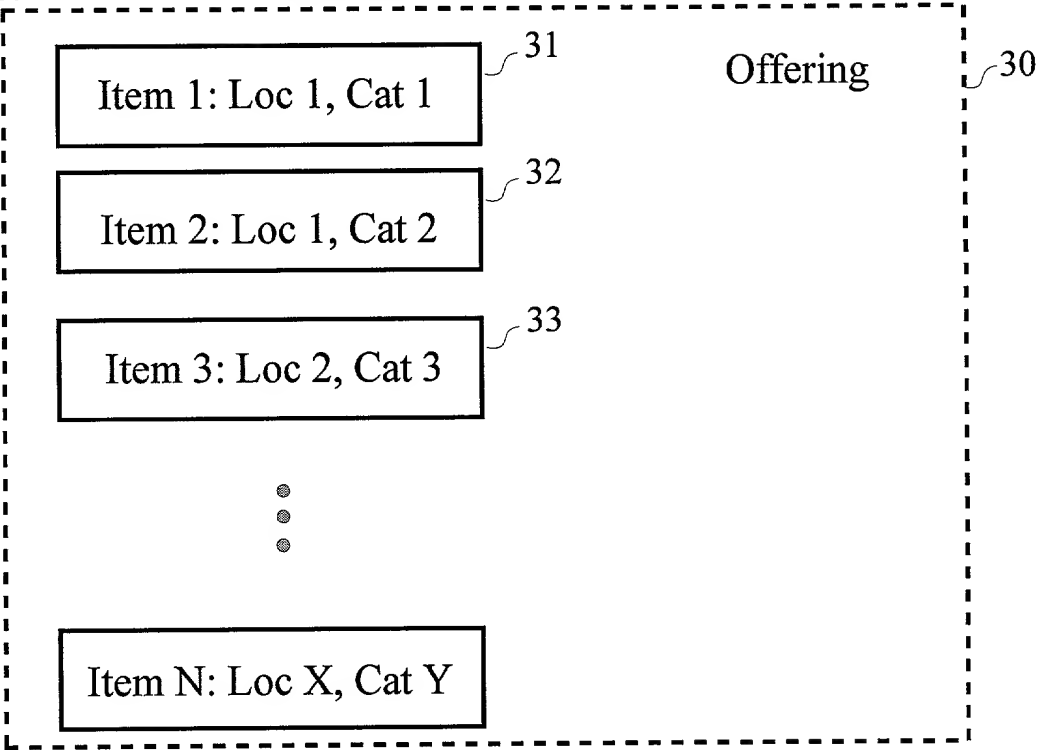 31
Offering
30
Item 1: Loc 1, Cat 1
32
Item 2: Loc 1, Cat 2
33
Item 3: Loc 2, Cat 3
Item N: Loc X, Cat Y